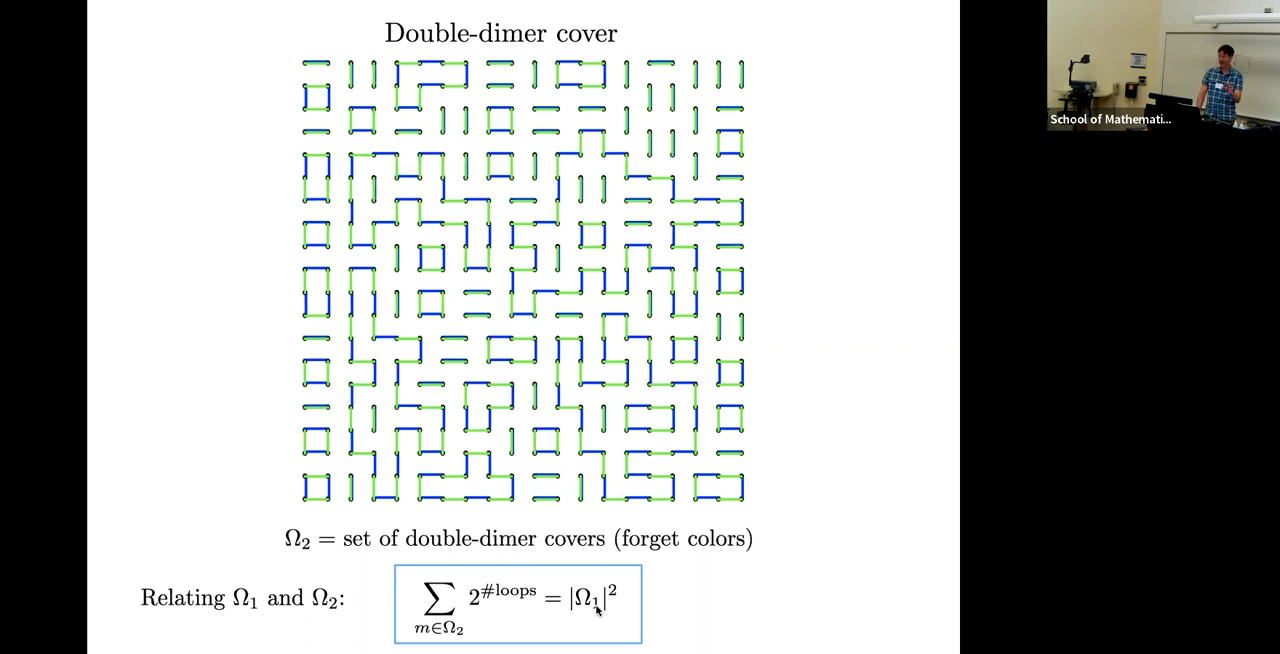 Double-dimer cover
School of Mathemati...
Ω₂ = set of double-dimer covers (forget colors)
Relating Ω₁ and Ω₂: ∑_{m∈Ω₂} 2^{#loops} = |Ω₁|²